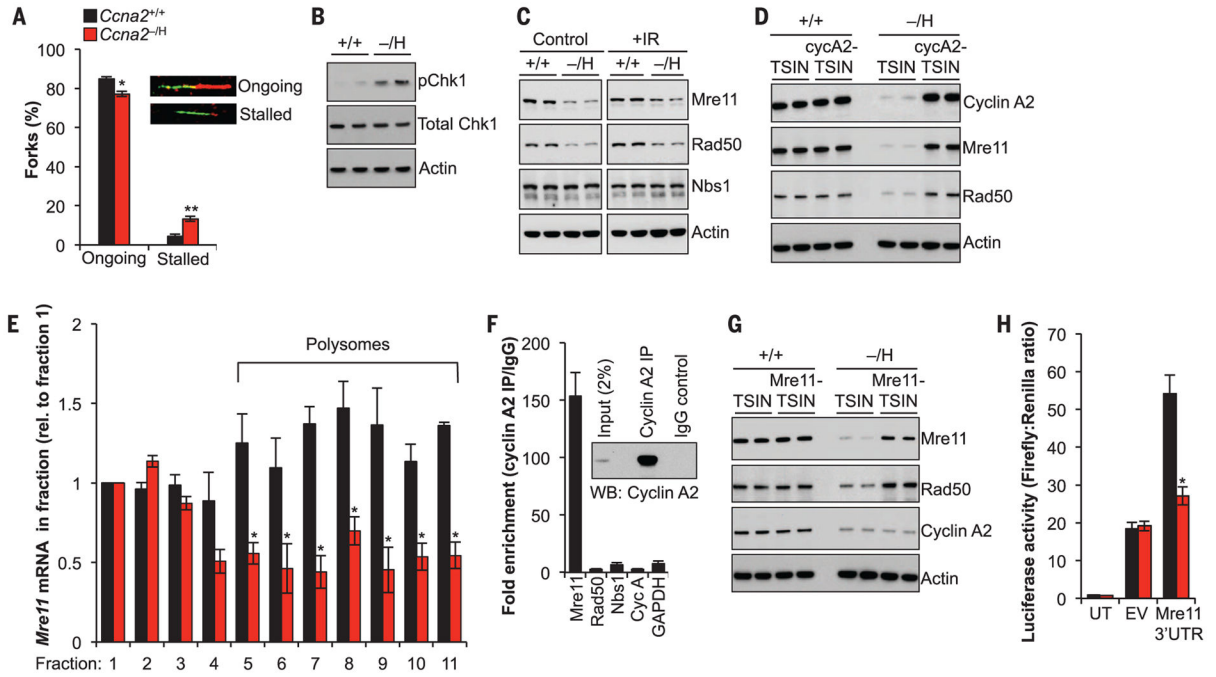 A
Ccna2+/+
Ccna2–/H
Forks (%)
100
80
60
40
20
0
*
**
Ongoing
Stalled
Ongoing Stalled
B
+/+ –/H
pChk1
Total Chk1
Actin
C
Control +IR
+/+ –/H +/+ –/H
Mre11
Rad50
Nbs1
Actin
D
+/+ –/H
cycA2- cycA2-
TSIN TSIN TSIN TSIN
Cyclin A2
Mre11
Rad50
Actin
E
Mre11 mRNA in fraction (rel. to fraction 1)
2
1.5
1
0.5
0
Polysomes
* * * * * * *
Fraction: 1 2 3 4 5 6 7 8 9 10 11
F
Fold enrichment (cyclin A2 IP/IgG)
200
150
100
50
0
Input (2%)
Cyclin A2 IP
IgG control
WB: Cyclin A2
Mre11
Rad50
Nbs1
CycA
GAPDH
G
+/+ –/H
Mre11- Mre11-
TSIN TSIN TSIN TSIN
Mre11
Rad50
Cyclin A2
Actin
H
Luciferase activity (Firefly:Renilla ratio)
70
60
50
40
30
20
10
0
*
UT EV Mre11
3'UTR